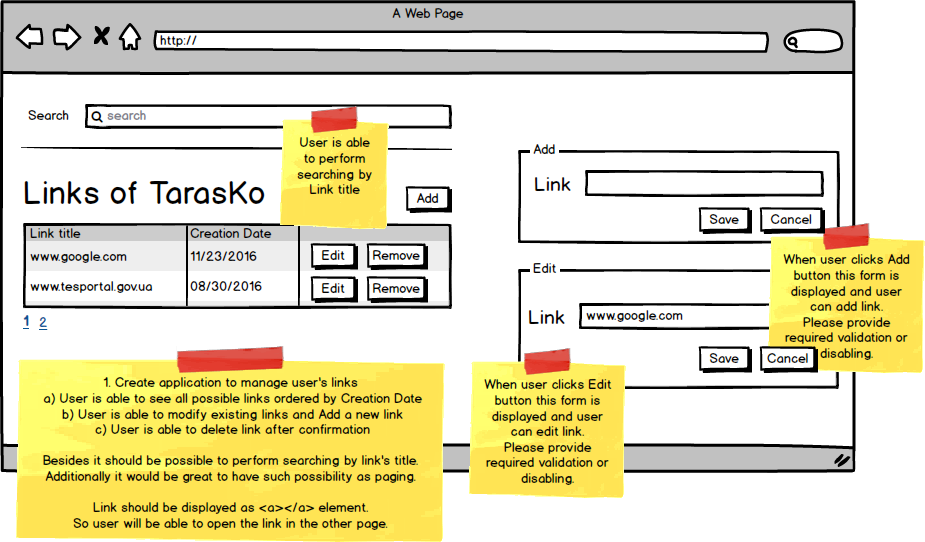 A Web Page
http://
Search
search
User is able
to perform
searching by
Link title
Links of TarasKo
Add
Link title Creation Date
www.google.com 11/23/2016 Edit Remove
www.tesportal.gov.ua 08/30/2016 Edit Remove
1 2
Add
Link
Save Cancel
When user clicks Add
button this form is
displayed and user
can add link.
Please provide
required validation or
disabling.
Edit
Link www.google.com
Save Cancel
When user clicks Edit
button this form is
displayed and user
can edit link.
Please provide
required validation or
disabling.
1. Create application to manage user's links
a) User is able to see all possible links ordered by Creation Date
b) User is able to modify existing links and Add a new link
c) User is able to delete link after confirmation
Besides it should be possible to perform searching by link's title.
Additionally it would be great to have such possibility as paging.
Link should be displayed as <a></a> element.
So user will be able to open the link in the other page.